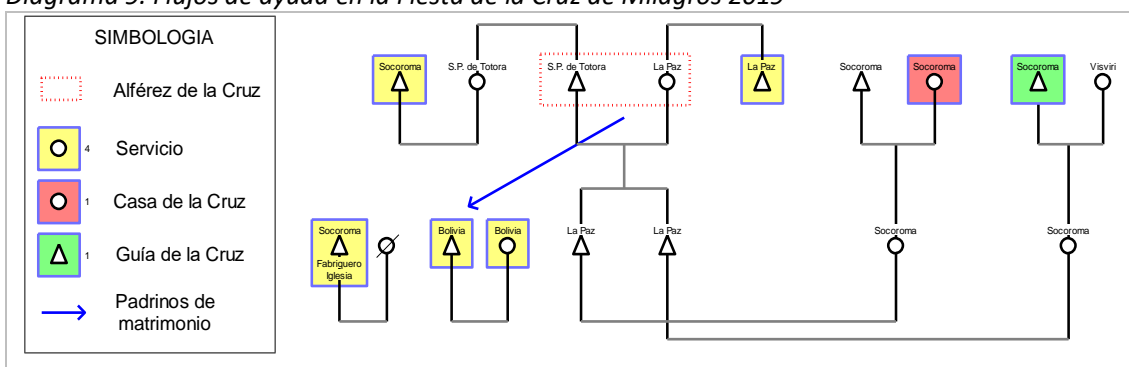 Diagrama 5. Flujos de ayuda en la Fiesta de la Cruz de Milagros 2015
SIMBOLOGIA
Alférez de la Cruz
4 Servicio
1 Casa de la Cruz
1 Guía de la Cruz
Padrinos de
matrimonio
Socoroma S.P. de Totora S.P. de Totora La Paz La Paz Socoroma Socoroma Socoroma Visviri
Socoroma Bolivia Bolivia La Paz La Paz Socoroma Socoroma
Fabriguero
Iglesia